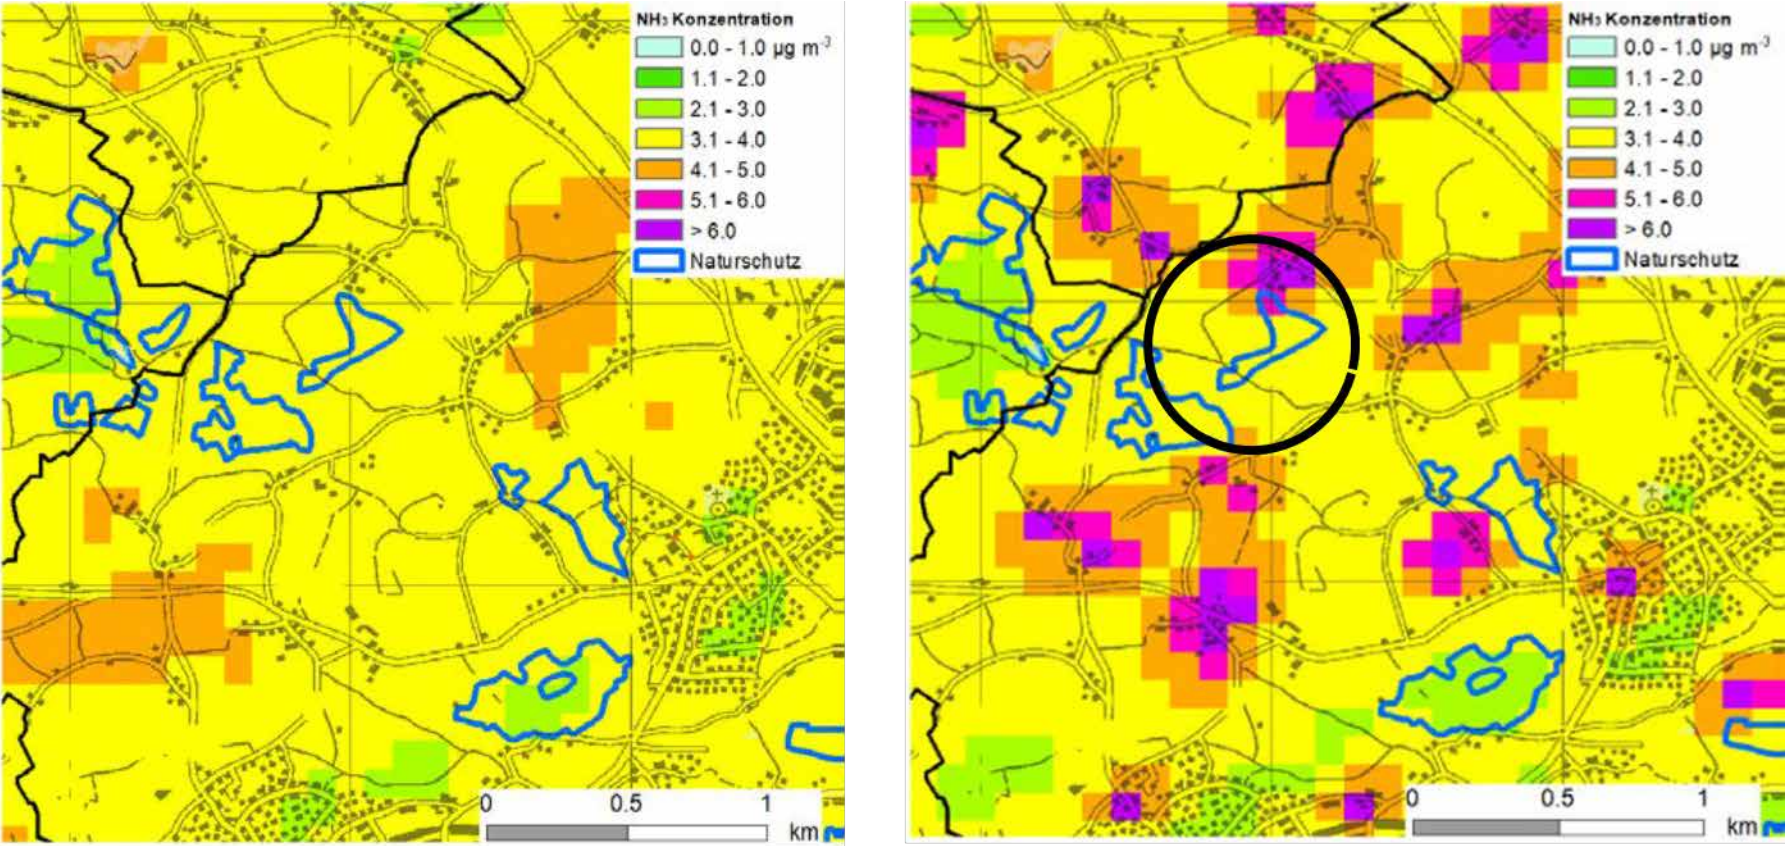 NH₃ Konzentration
0.0 - 1.0 µg m⁻³
1.1 - 2.0
2.1 - 3.0
3.1 - 4.0
4.1 - 5.0
5.1 - 6.0
> 6.0
Naturschutz
0 0.5 1
km
NH₃ Konzentration
0.0 - 1.0 µg m⁻³
1.1 - 2.0
2.1 - 3.0
3.1 - 4.0
4.1 - 5.0
5.1 - 6.0
> 6.0
Naturschutz
0 0.5 1
km